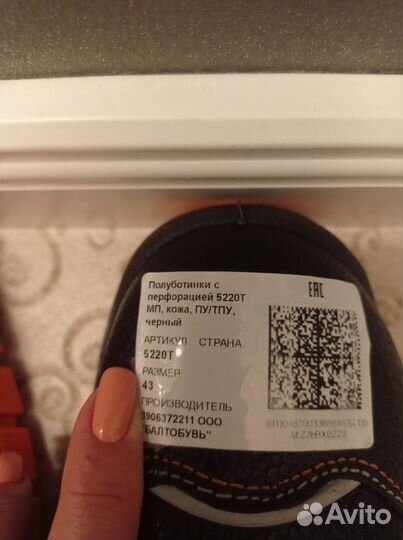 Полуботинки с
перфорацией 5220Т
МП, кожа, ПУ/ТПУ,
черный
EAC
АРТИКУЛ СТРАНА
5220Т
РАЗМЕР
43
ПРОИЗВОДИТЕЛЬ
3906372211 ООО
"БАЛТОБУВЬ"
Avito